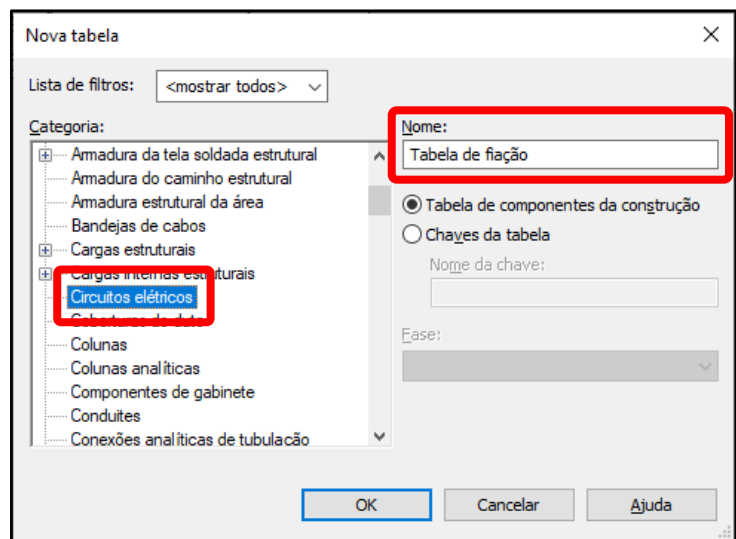 Nova tabela
Lista de filtros: <mostrar todos>
Categoria:
Armadura da tela soldada estrutural
Armadura do caminho estrutural
Armadura estrutural da área
Bandejas de cabos
Cargas estruturais
Cargas internas estruturais
Circuitos elétricos
Coberturas de duto
Colunas
Colunas analíticas
Componentes de gabinete
Conduites
Conexões analíticas de tubulação
Nome:
Tabela de fiação
Tabela de componentes da construção
Chaves da tabela
Nome da chave:
Fase:
OK Cancelar Ajuda